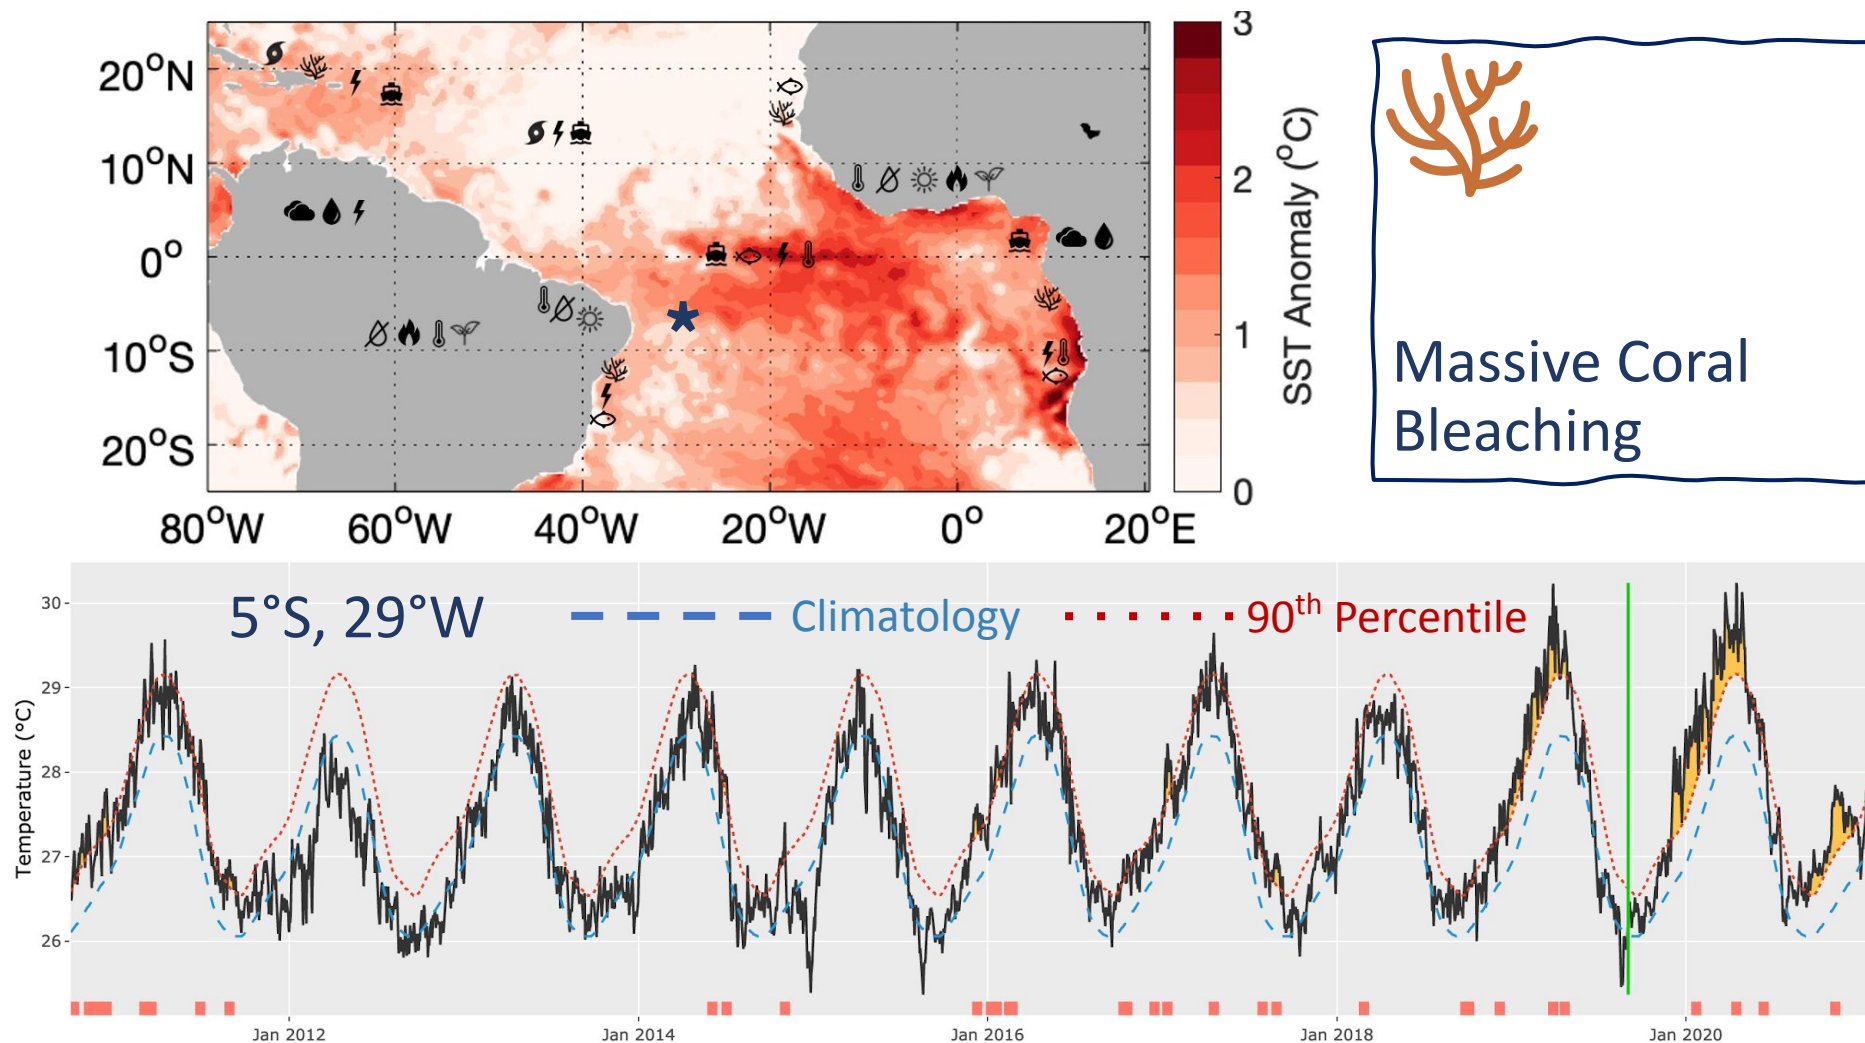 20°N
10°N
0°
10°S
20°S
80°W 60°W 40°W 20°W 0° 20°E
3
2
1
0
SST Anomaly (°C)
Massive Coral
Bleaching
5°S, 29°W
Climatology
90th Percentile
Temperature (°C)
30
29
28
27
26
Jan 2012 Jan 2014 Jan 2016 Jan 2018 Jan 2020